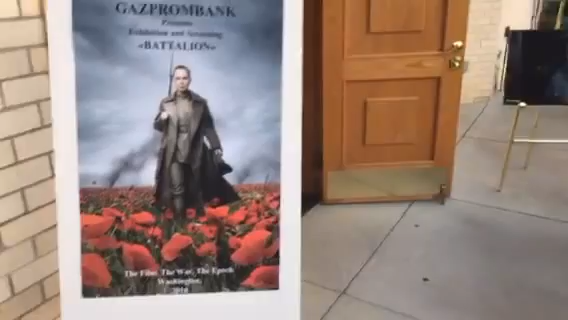 GAZPROMBANK
Presents
Exhibition and Screening
«BATTALION»
The Film, The War, The Epoch
Washington,